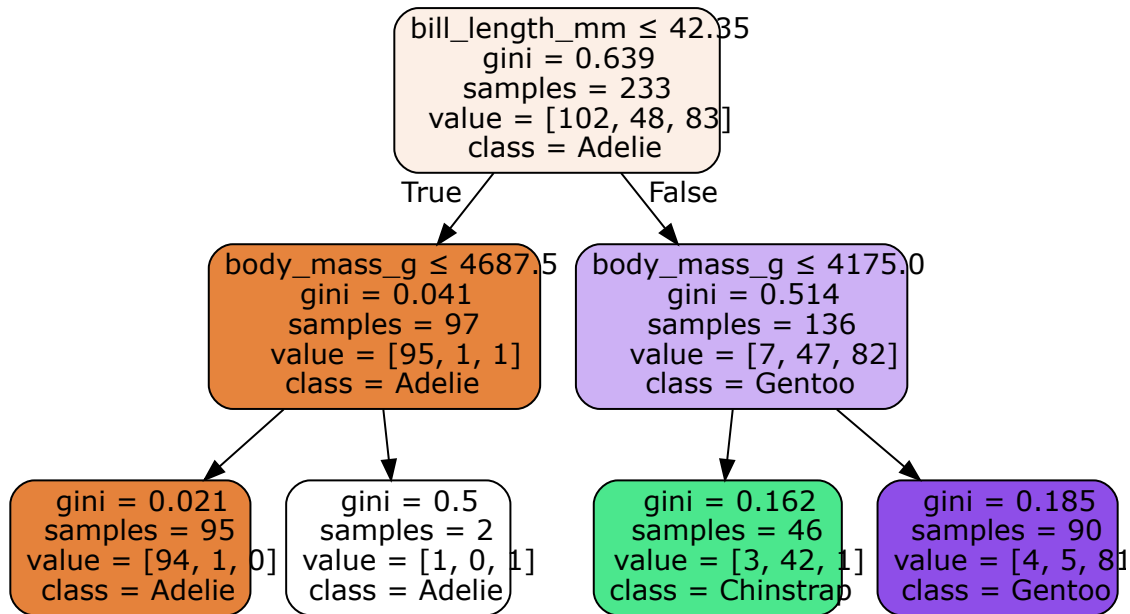 bill_length_mm ≤ 42.35
gini = 0.639
samples = 233
value = [102, 48, 83]
class = Adelie
True
False
body_mass_g ≤ 4687.5
gini = 0.041
samples = 97
value = [95, 1, 1]
class = Adelie
body_mass_g ≤ 4175.0
gini = 0.514
samples = 136
value = [7, 47, 82]
class = Gentoo
gini = 0.021
samples = 95
value = [94, 1, 0]
class = Adelie
gini = 0.5
samples = 2
value = [1, 0, 1]
class = Adelie
gini = 0.162
samples = 46
value = [3, 42, 1]
class = Chinstrap
gini = 0.185
samples = 90
value = [4, 5, 81
class = Gentoo